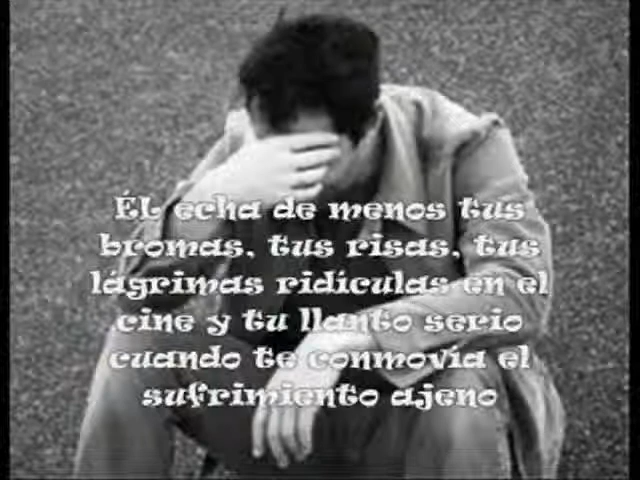 ÉL echa de menos tus
bromas, tus risas, tus
lágrimas ridículas en el
cine y tu llanto serio
cuando te conmovía el
sufrimiento ajeno